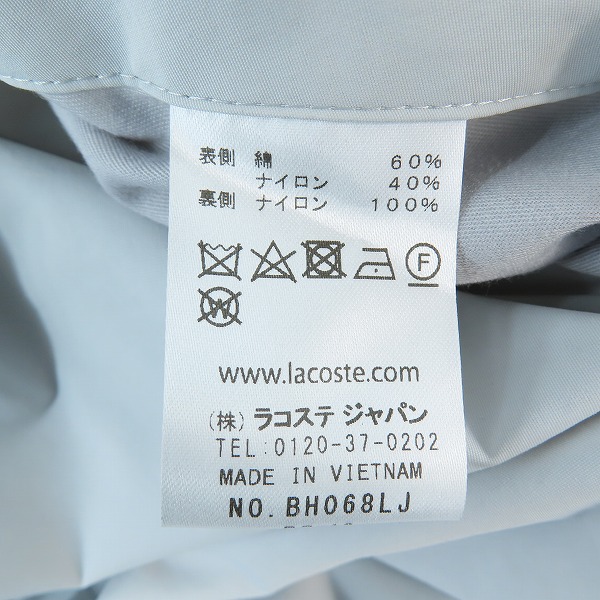 表側 綿 60%
ナイロン 40%
裏側 ナイロン 100%
F
W
www.lacoste.com
(株) ラコステ ジャパン
TEL:0120-37-0202
MADE IN VIETNAM
NO.BH068LJ